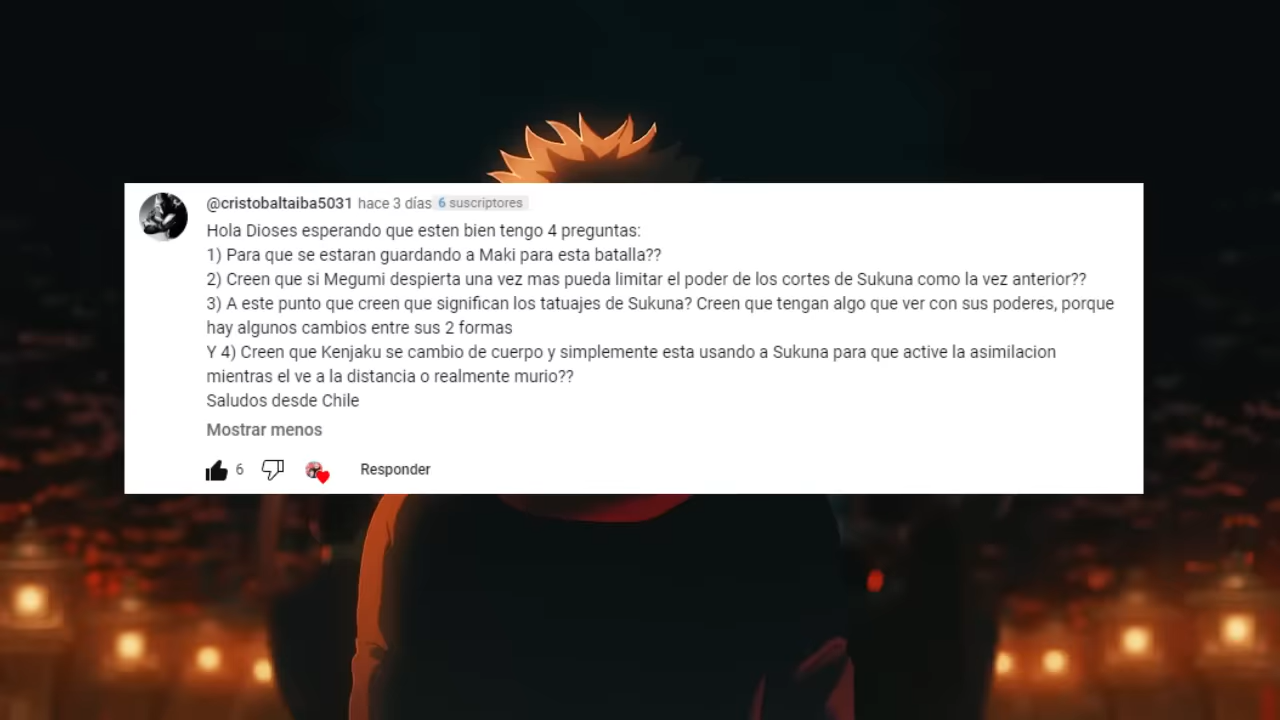 @cristobaltaiba5031 hace 3 días 6 suscriptores
Hola Dioses esperando que esten bien tengo 4 preguntas:
1) Para que se estaran guardando a Maki para esta batalla??
2) Creen que si Megumi despierta una vez mas pueda limitar el poder de los cortes de Sukuna como la vez anterior??
3) A este punto que creen que significan los tatuajes de Sukuna? Creen que tengan algo que ver con sus poderes, porque
hay algunos cambios entre sus 2 formas
Y 4) Creen que Kenjaku se cambio de cuerpo y simplemente esta usando a Sukuna para que active la asimilacion
mientras el ve a la distancia o realmente murio??
Saludos desde Chile
Mostrar menos
6 Responder